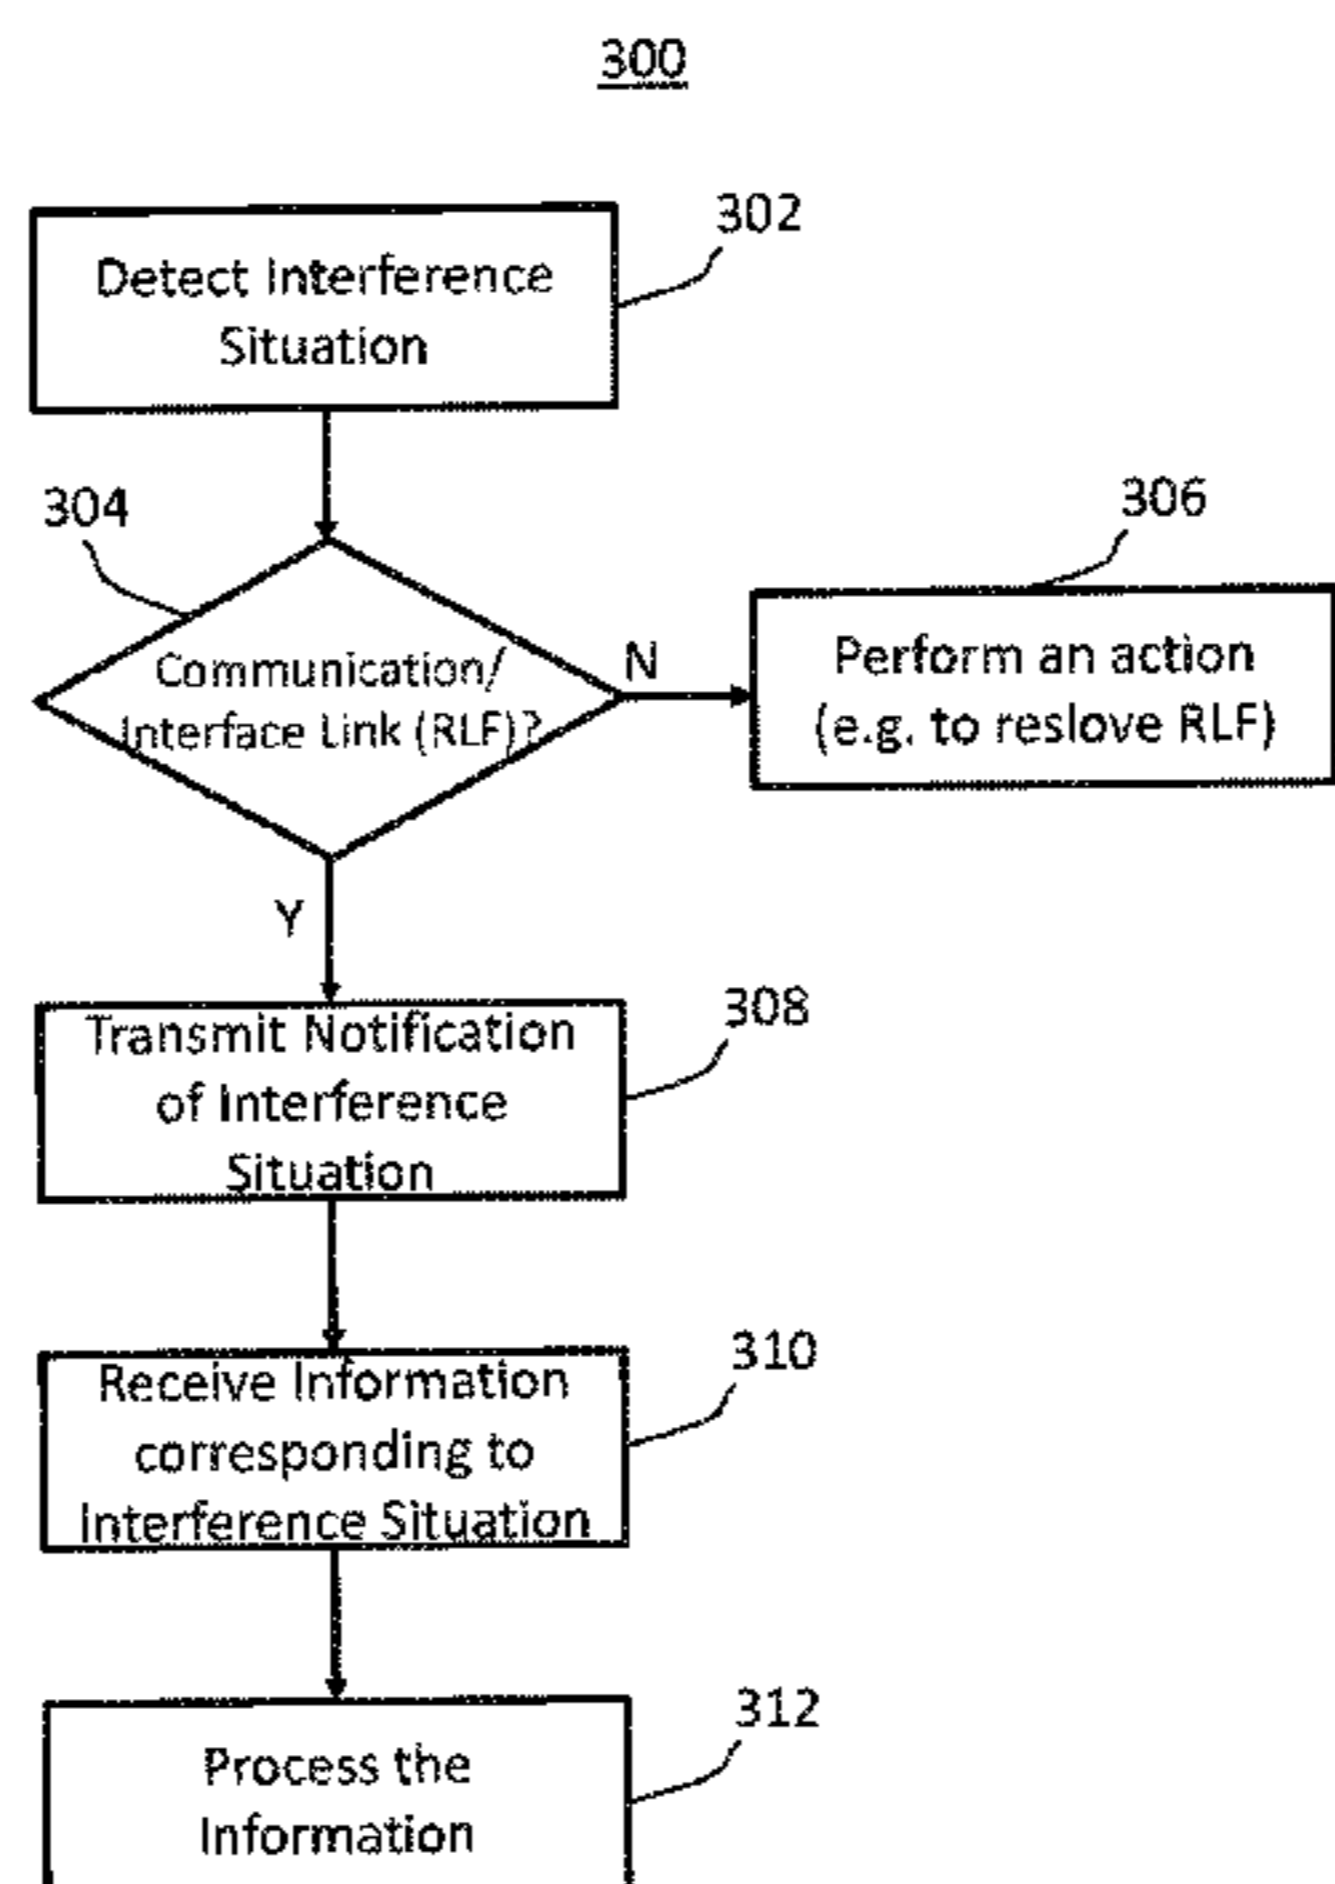 300
302
Detect Interference
Situation
304
306
Communication/
Interface Link (RLF)?
N
Perform an action
(e.g. to reslove RLF)
Y
308
Transmit Notification
of Interference
Situation
310
Receive Information
corresponding to
Interference Situation
312
Process the
Information